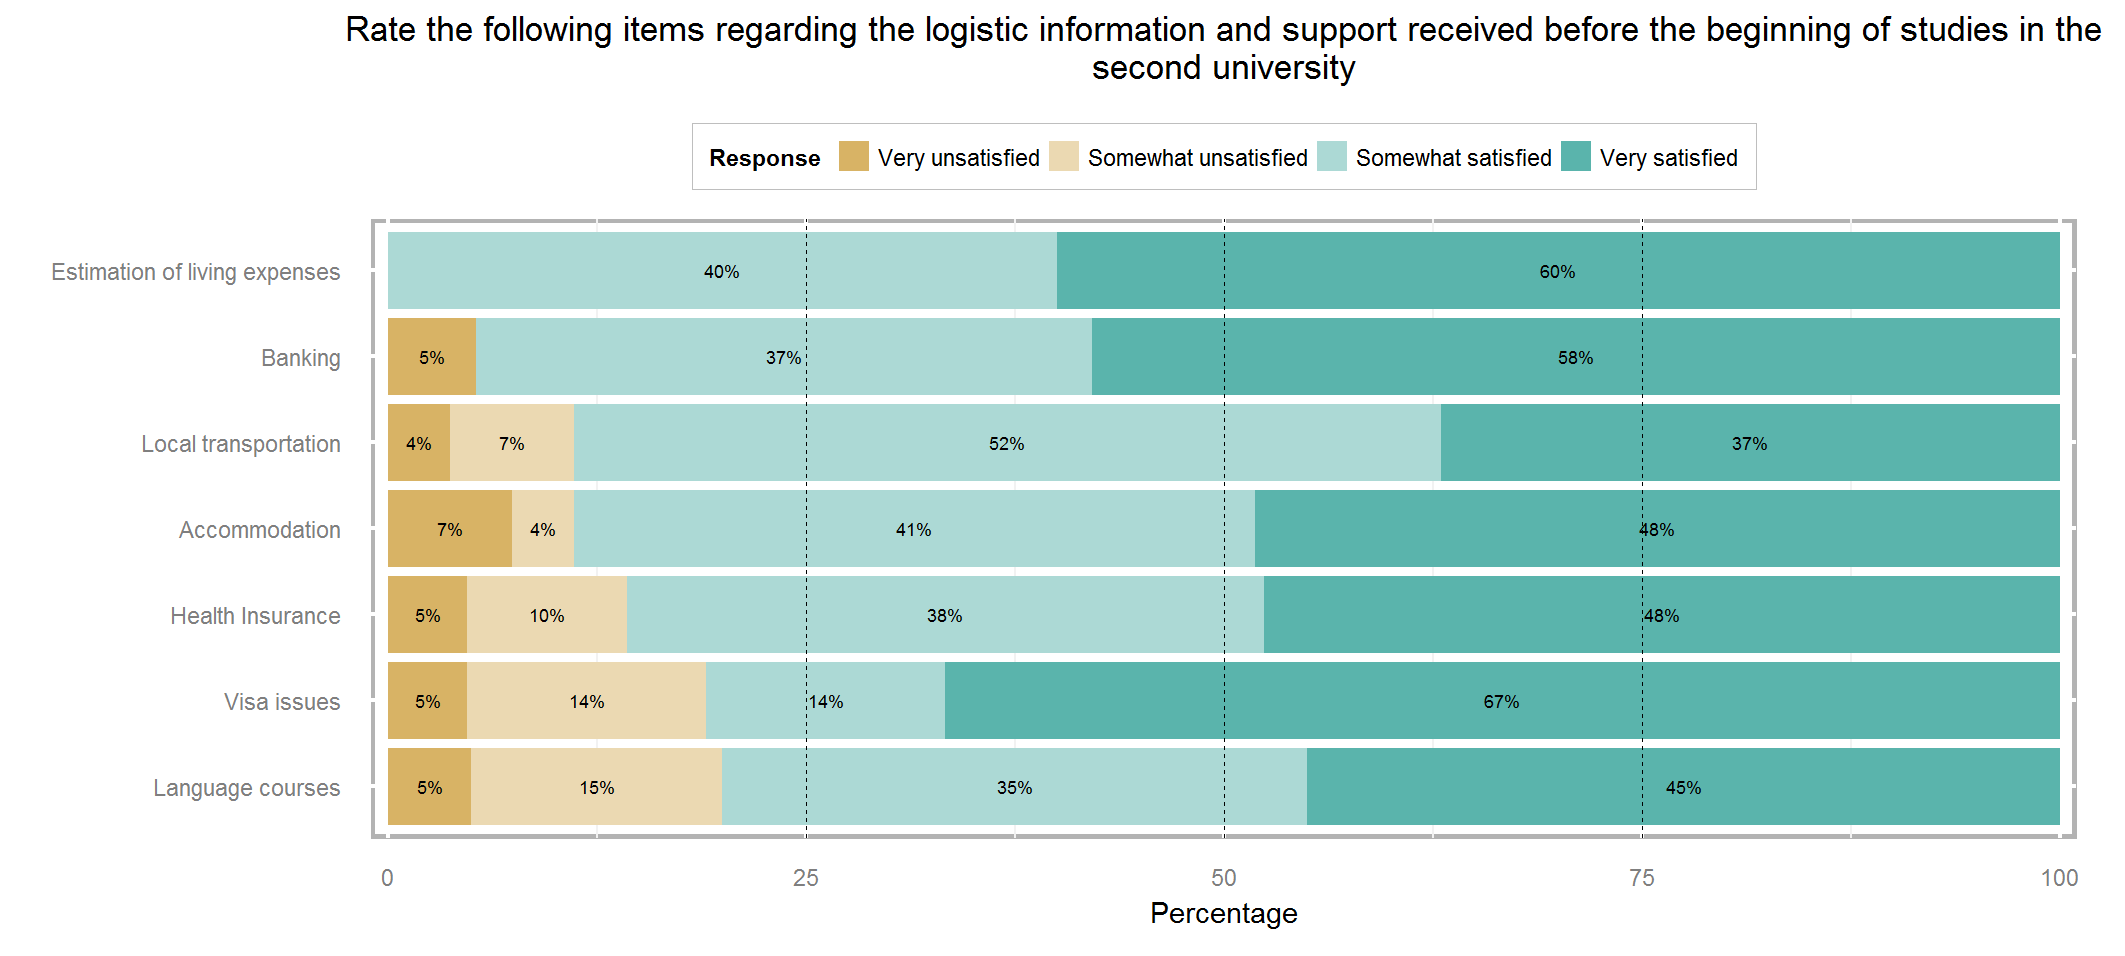 Rate the following items regarding the logistic information and support received before the beginning of studies in the
second university
Response Very unsatisfied Somewhat unsatisfied Somewhat satisfied Very satisfied
Estimation of living expenses 40% 60%
Banking 5% 37% 58%
Local transportation 4% 7% 52% 37%
Accommodation 7% 4% 41% 48%
Health Insurance 5% 10% 38% 48%
Visa issues 5% 14% 14% 67%
Language courses 5% 15% 35% 45%
0 25 50 75 100
Percentage